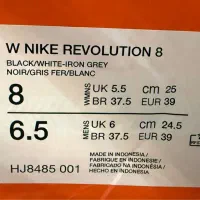 W NIKE REVOLUTION 8
BLACK/WHITE-IRON GREY
NOIR/GRIS FER/BLANC
8 WMNS UK 5.5 cm 25
BR 37.5 EUR 39
6.5 MENS UK 6 cm 24.5
BR 37.5 EUR 39
MADE IN INDONESIA /
FABRIQUE EN INDONESIE /
FABRICADO NA INDONÉSIA /
HECHO EN INDONESIA
HJ8485 001